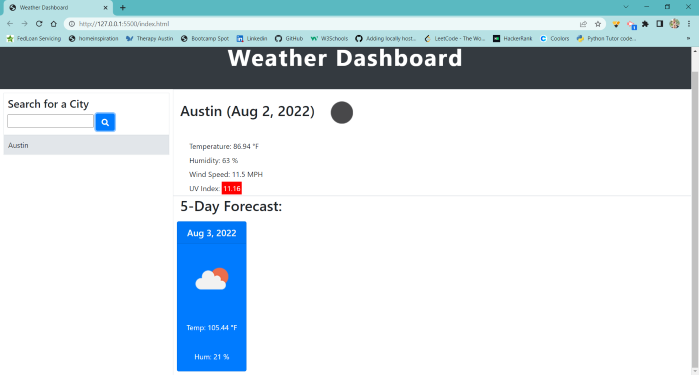 Weather Dashboard
http://127.0.0.1:5500/index.html
FedLoan Servicing homeinspiration Therapy Austin Bootcamp Spot Linkedin GitHub W3Schools Adding locally host... LeetCode - The Wo... HackerRank Coolors Python Tutor code... »
Weather Dashboard
Search for a City
Austin
Austin (Aug 2, 2022)
Temperature: 86.94 °F
Humidity: 63 %
Wind Speed: 11.5 MPH
UV Index: 11.16
5-Day Forecast:
Aug 3, 2022
Temp: 105.44 °F
Hum: 21 %